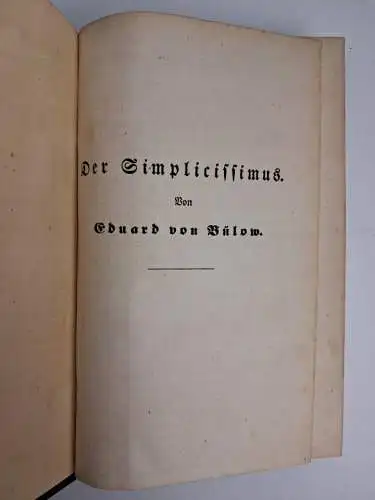 Der Simplicissimus.
Von
Eduard von Bülow.